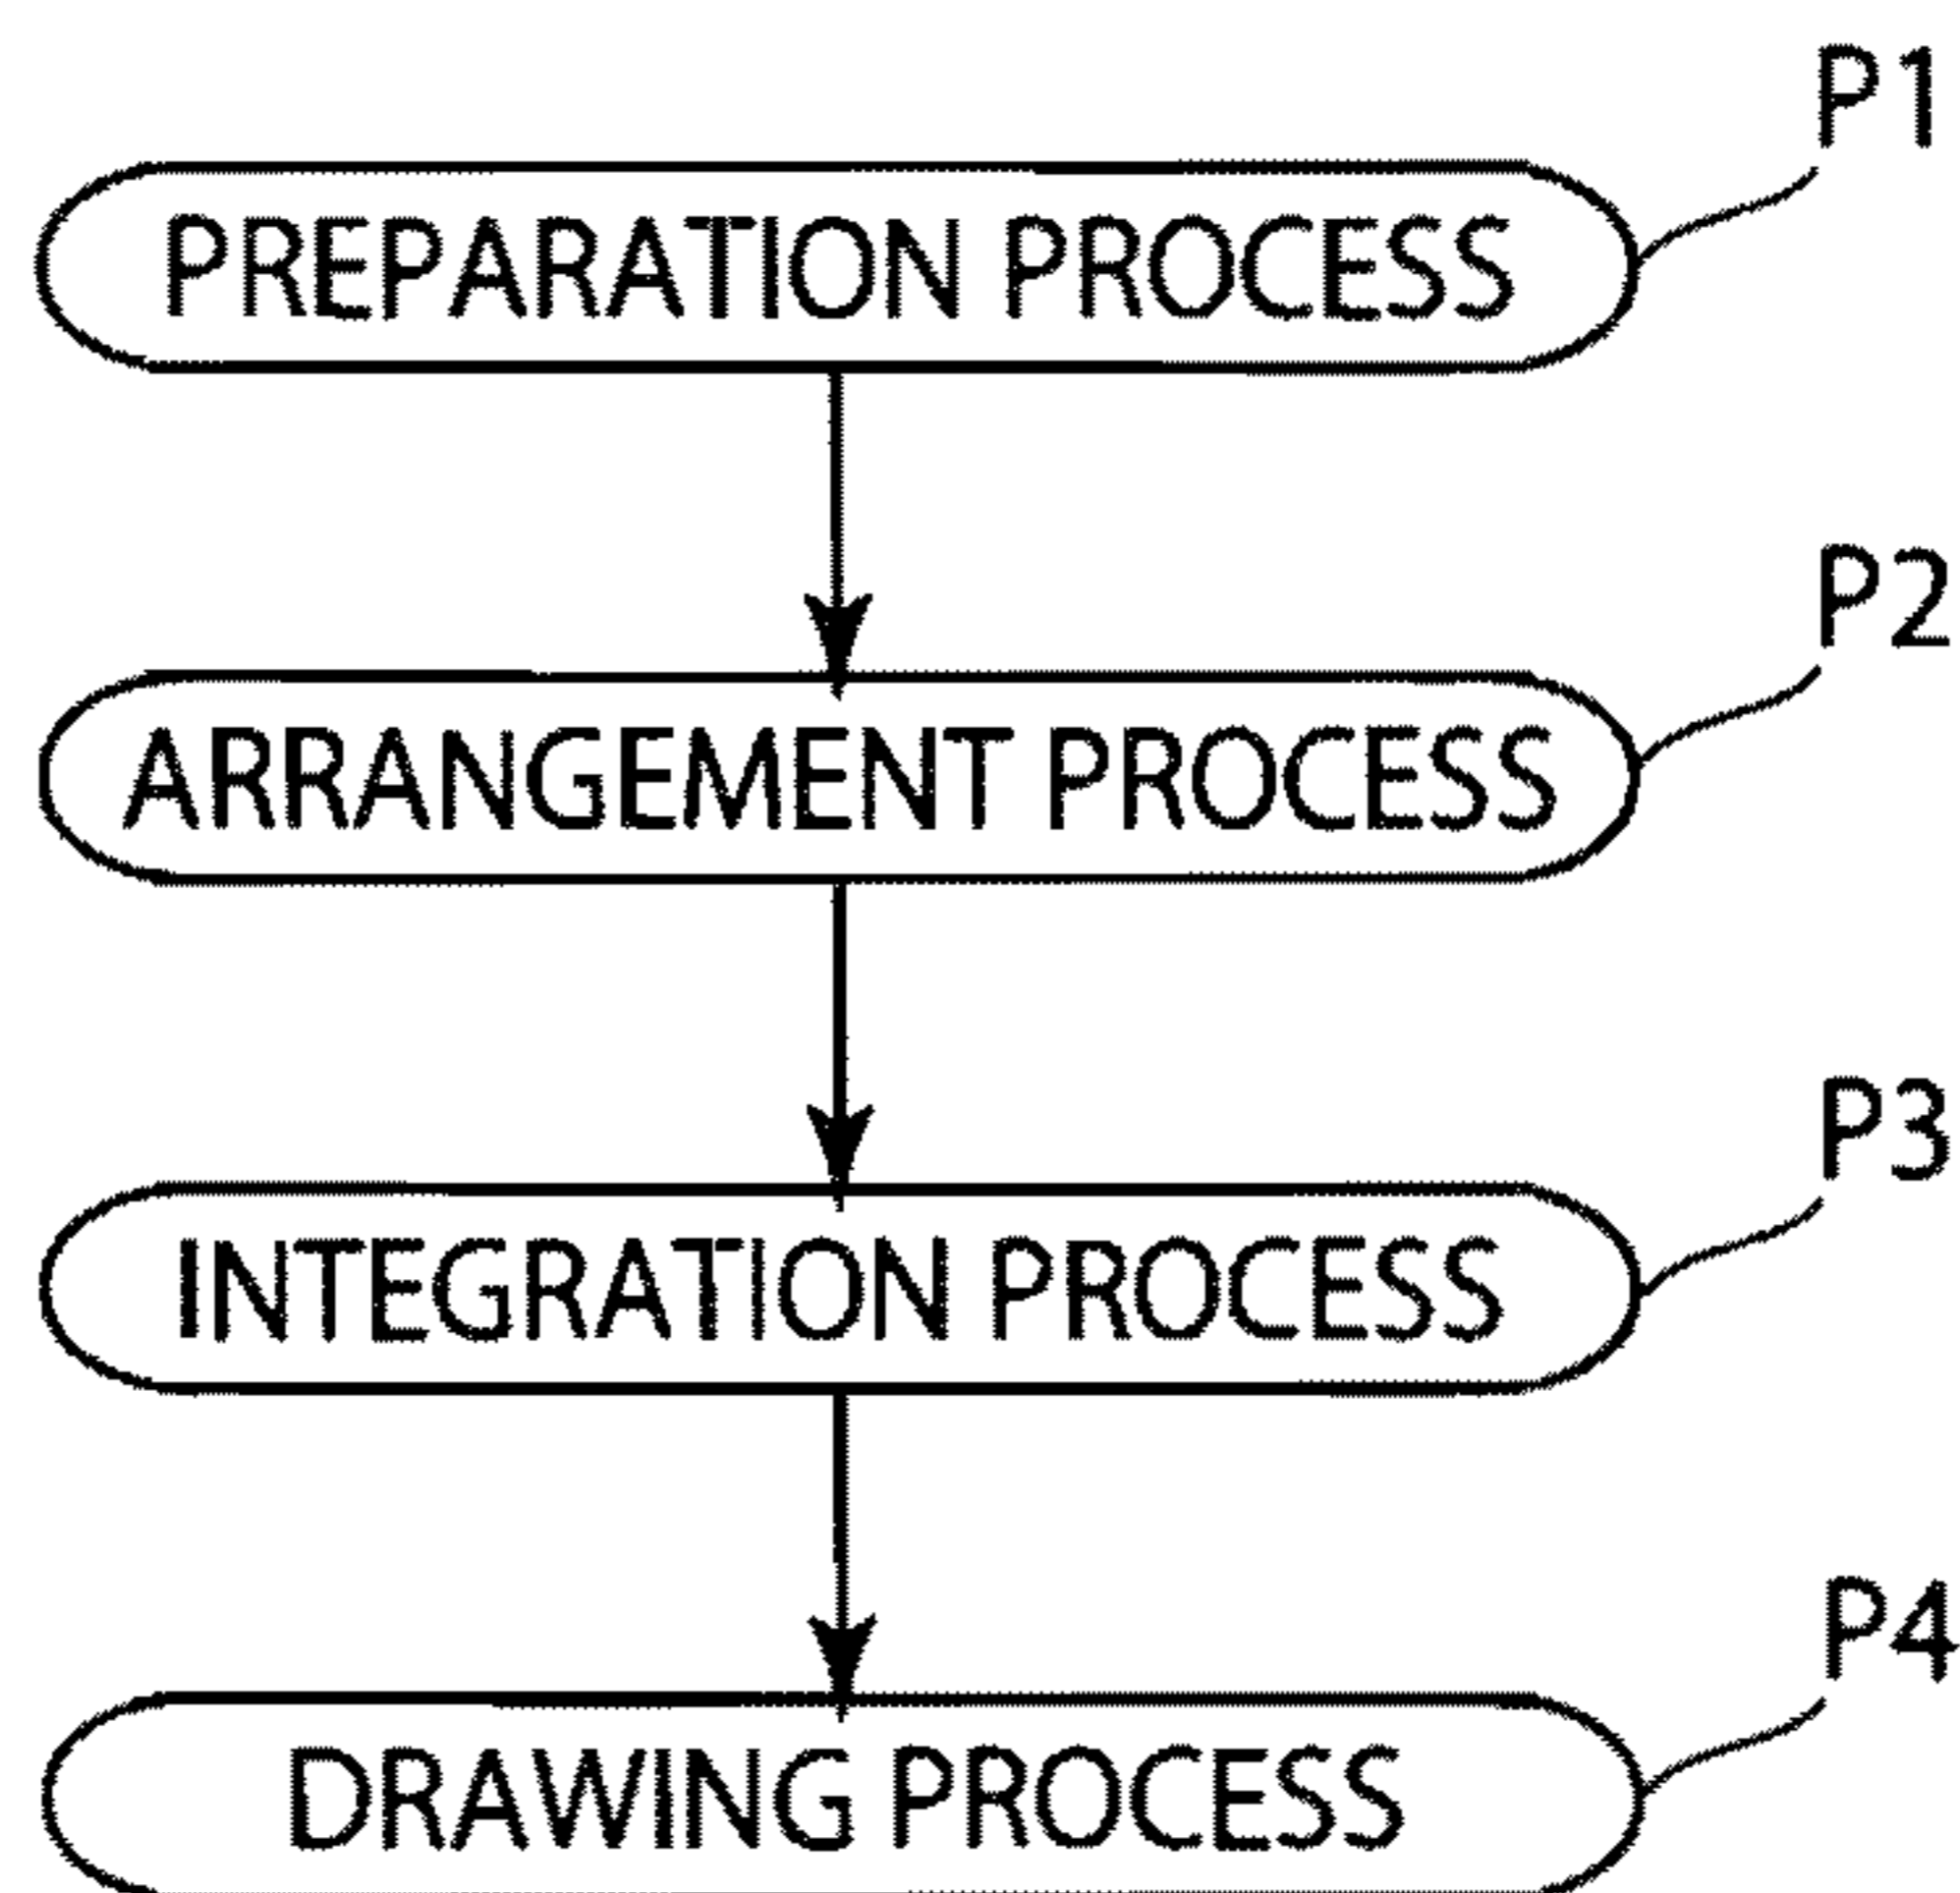 P1
PREPARATION PROCESS
P2
ARRANGEMENT PROCESS
P3
INTEGRATION PROCESS
P4
DRAWING PROCESS